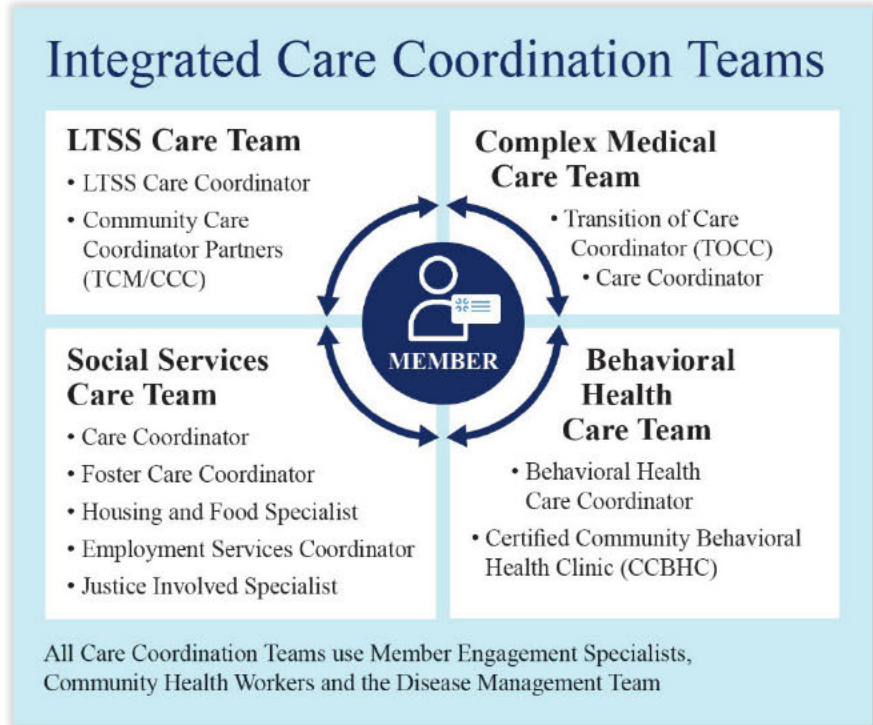 Integrated Care Coordination Teams
LTSS Care Team
• LTSS Care Coordinator
• Community Care
Coordinator Partners
(TCM/CCC)
Complex Medical
Care Team
• Transition of Care
Coordinator (TOCC)
• Care Coordinator
MEMBER
Social Services
Care Team
• Care Coordinator
• Foster Care Coordinator
• Housing and Food Specialist
• Employment Services Coordinator
• Justice Involved Specialist
Behavioral
Health
Care Team
• Behavioral Health
Care Coordinator
• Certified Community Behavioral
Health Clinic (CCBHC)
All Care Coordination Teams use Member Engagement Specialists,
Community Health Workers and the Disease Management Team